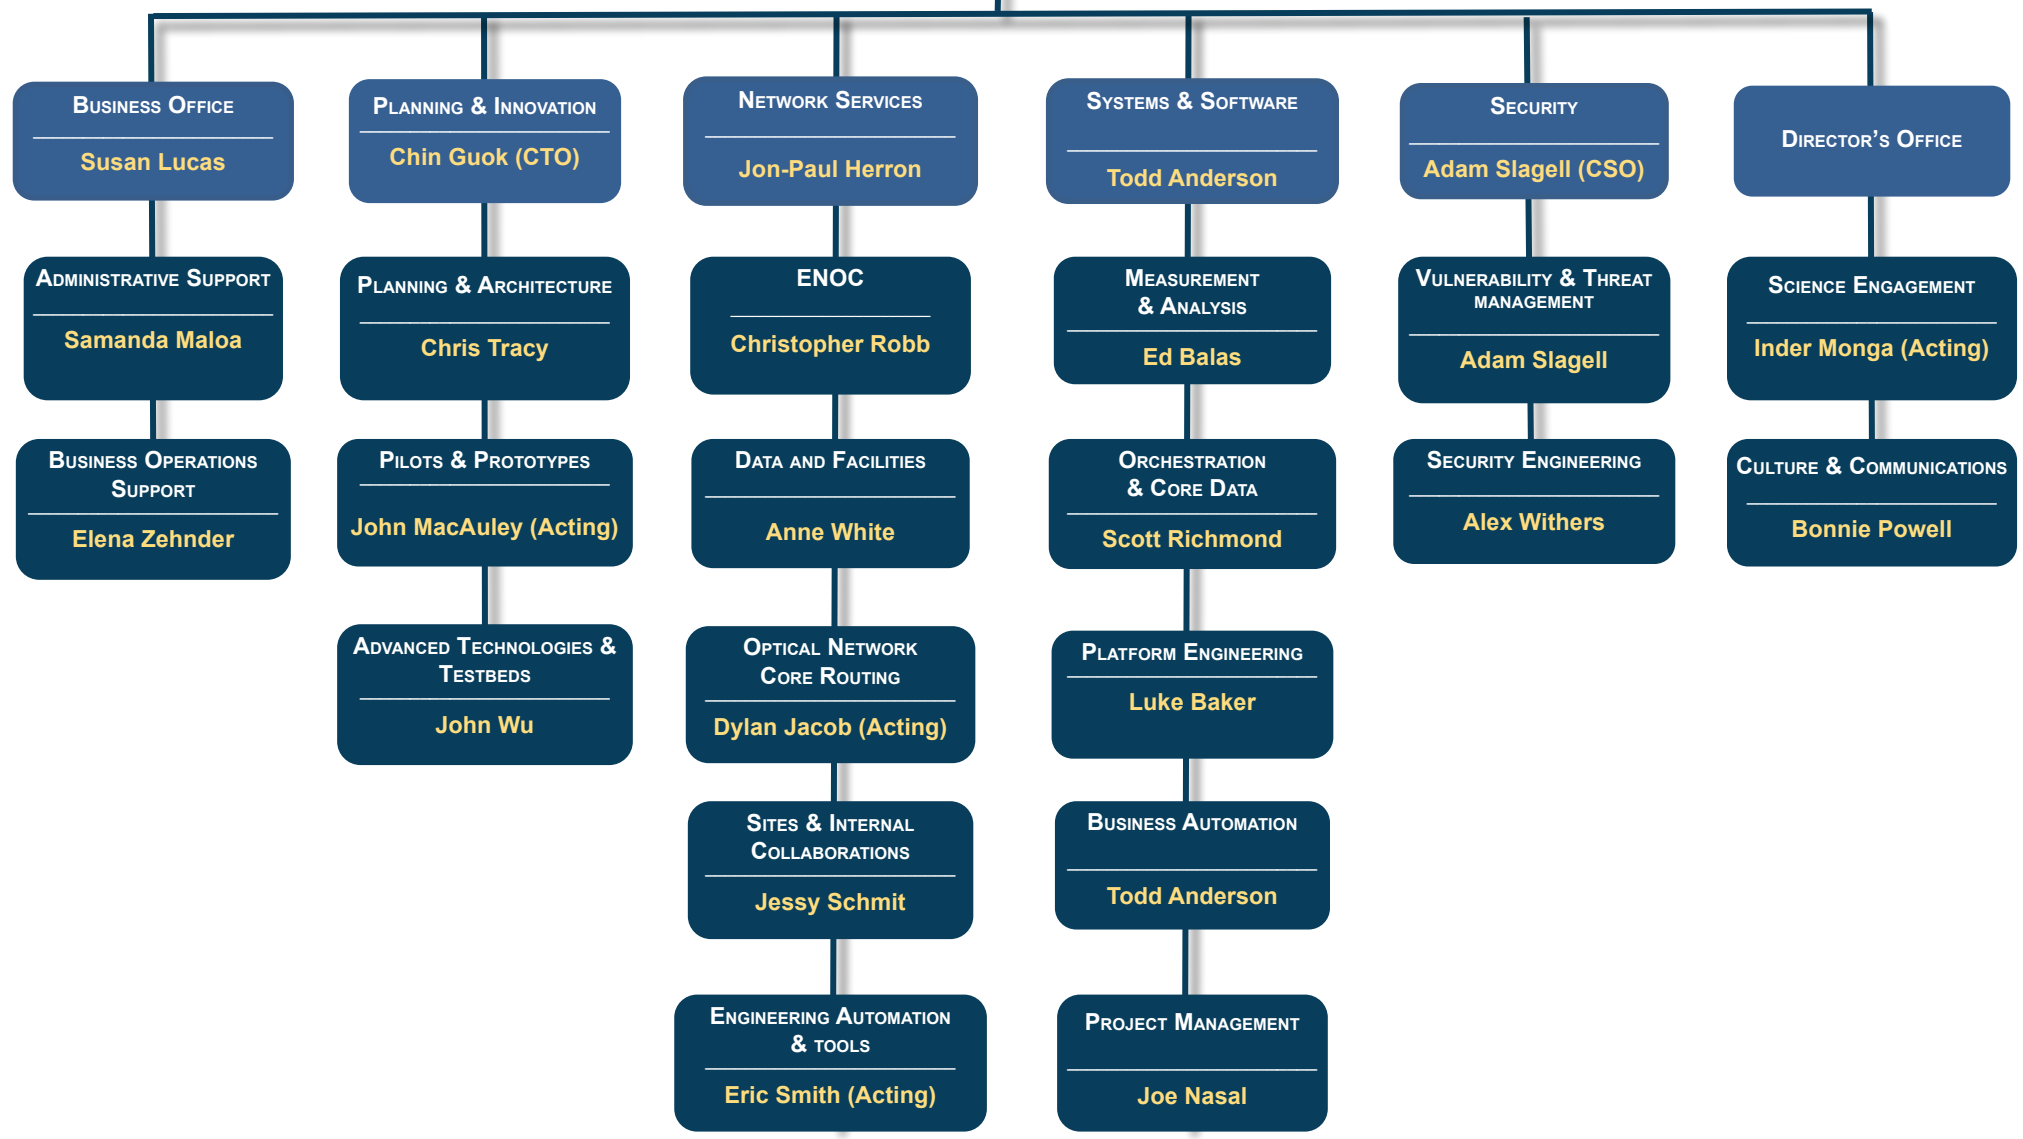 Business Office
Susan Lucas
Administrative Support
Samanda Maloa
Business Operations
Support
Elena Zehnder
Planning & Innovation
Chin Guok (CTO)
Planning & Architecture
Chris Tracy
Pilots & Prototypes
John MacAuley (Acting)
Advanced Technologies &
Testbeds
John Wu
Network Services
Jon-Paul Herron
ENOC
Christopher Robb
Data and Facilities
Anne White
Optical Network
Core Routing
Dylan Jacob (Acting)
Sites & Internal
Collaborations
Jessy Schmit
Engineering Automation
& tools
Eric Smith (Acting)
Systems & Software
Todd Anderson
Measurement
& Analysis
Ed Balas
Orchestration
& Core Data
Scott Richmond
Platform Engineering
Luke Baker
Business Automation
Todd Anderson
Project Management
Joe Nasal
Security
Adam Slagell (CSO)
Vulnerability & Threat
management
Adam Slagell
Security Engineering
Alex Withers
Director’s Office
Science Engagement
Inder Monga (Acting)
Culture & Communications
Bonnie Powell